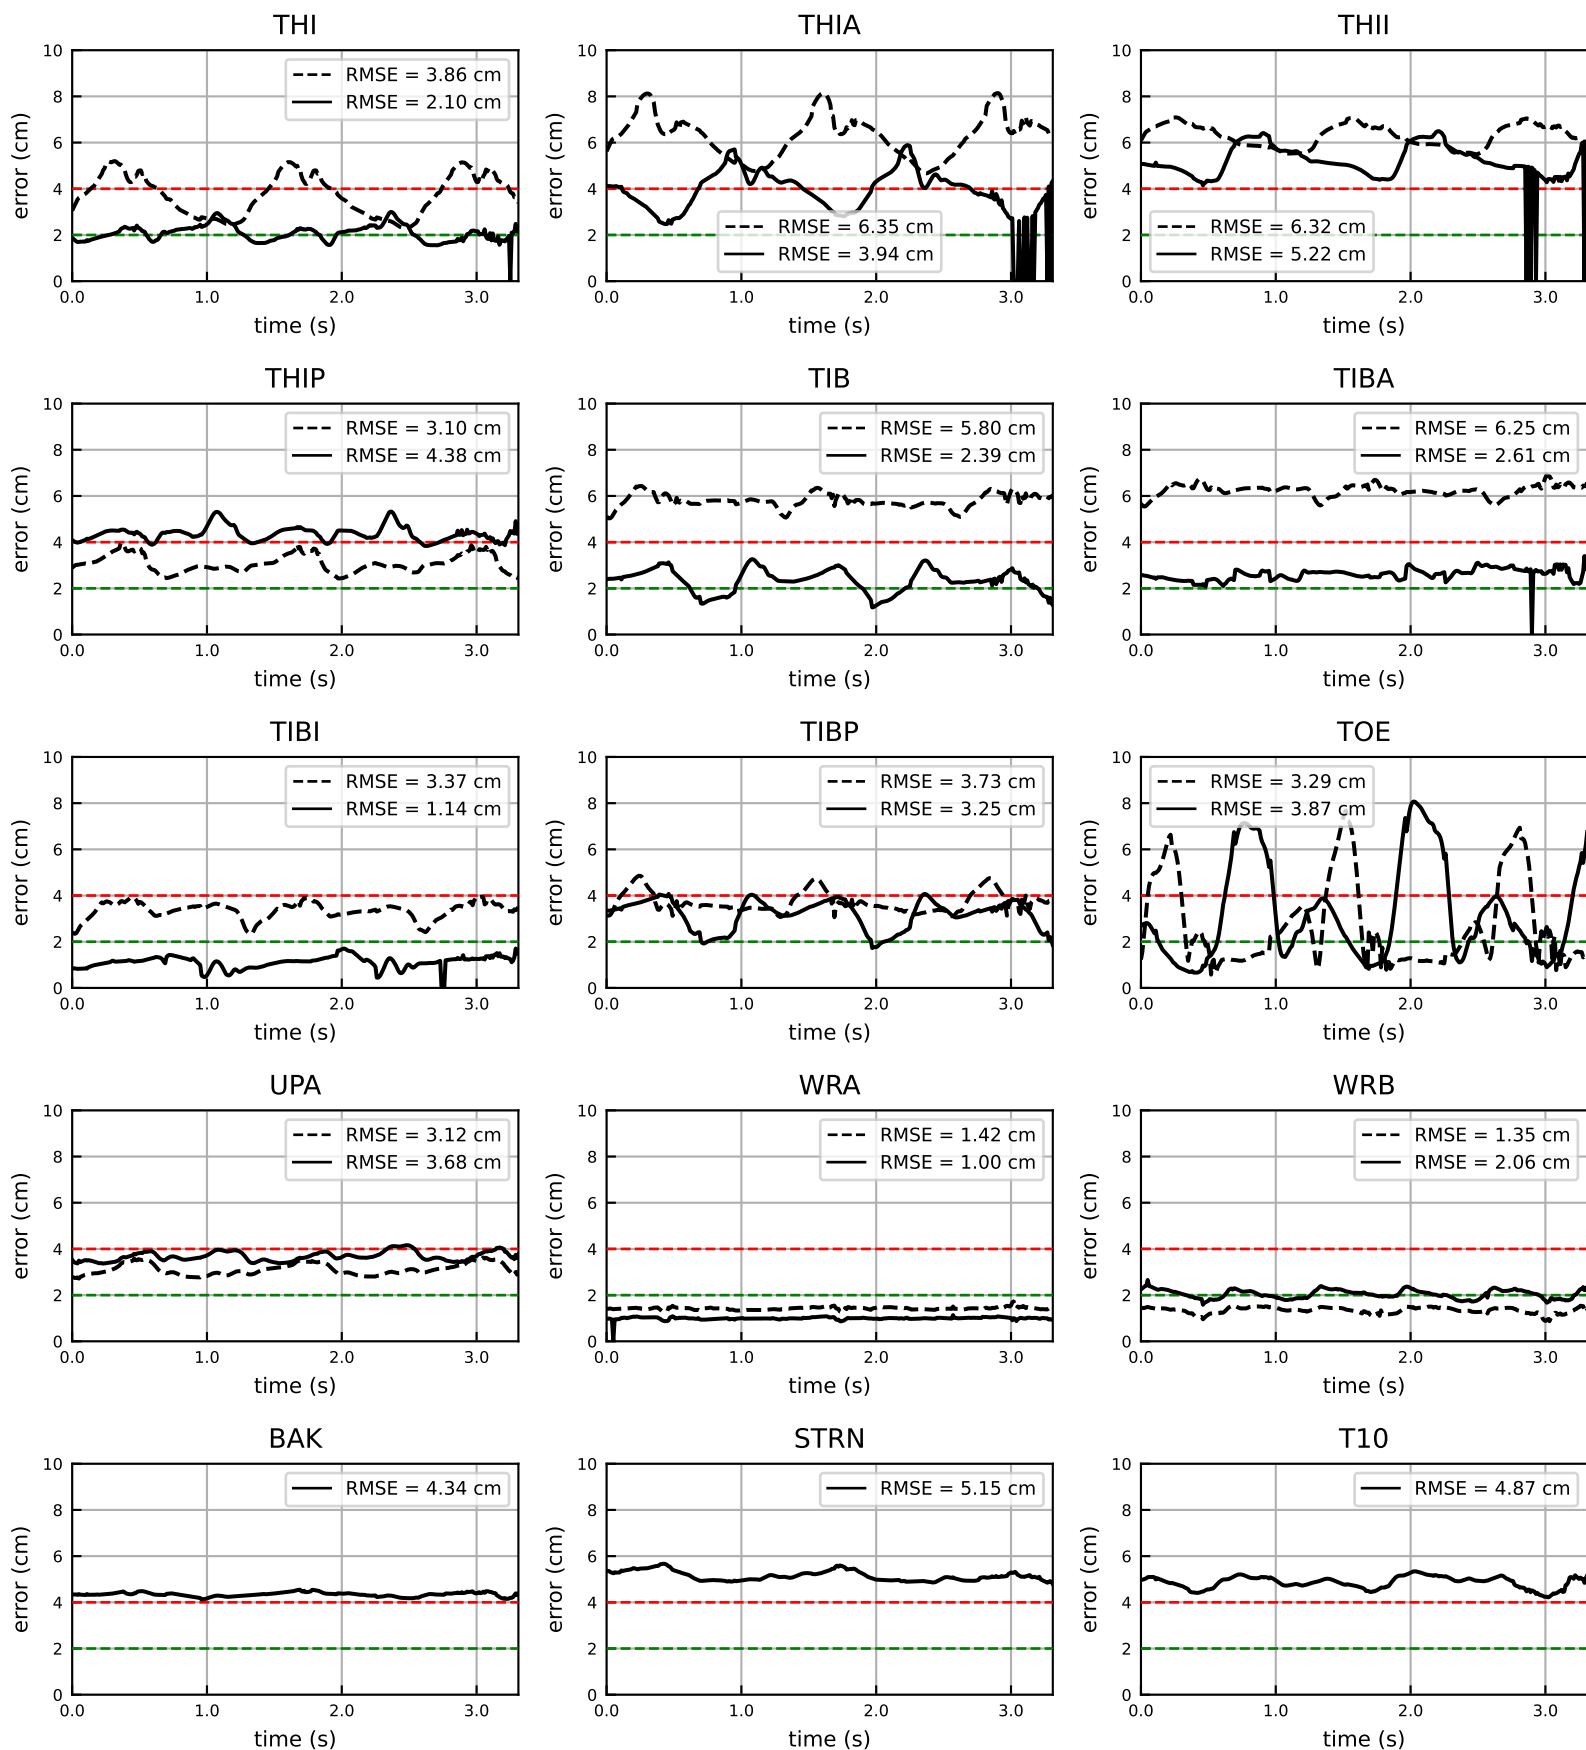 THI
RMSE = 3.86 cm
RMSE = 2.10 cm
error (cm)
10
8
6
4
2
0
0.0 1.0 2.0 3.0
time (s)
THIA
RMSE = 6.35 cm
RMSE = 3.94 cm
error (cm)
10
8
6
4
2
0
0.0 1.0 2.0 3.0
time (s)
THII
RMSE = 6.32 cm
RMSE = 5.22 cm
error (cm)
10
8
6
4
2
0
0.0 1.0 2.0 3.0
time (s)
THIP
RMSE = 3.10 cm
RMSE = 4.38 cm
error (cm)
10
8
6
4
2
0
0.0 1.0 2.0 3.0
time (s)
TIB
RMSE = 5.80 cm
RMSE = 2.39 cm
error (cm)
10
8
6
4
2
0
0.0 1.0 2.0 3.0
time (s)
TIBA
RMSE = 6.25 cm
RMSE = 2.61 cm
error (cm)
10
8
6
4
2
0
0.0 1.0 2.0 3.0
time (s)
TIBI
RMSE = 3.37 cm
RMSE = 1.14 cm
error (cm)
10
8
6
4
2
0
0.0 1.0 2.0 3.0
time (s)
TIBP
RMSE = 3.73 cm
RMSE = 3.25 cm
error (cm)
10
8
6
4
2
0
0.0 1.0 2.0 3.0
time (s)
TOE
RMSE = 3.29 cm
RMSE = 3.87 cm
error (cm)
10
8
6
4
2
0
0.0 1.0 2.0 3.0
time (s)
UPA
RMSE = 3.12 cm
RMSE = 3.68 cm
error (cm)
10
8
6
4
2
0
0.0 1.0 2.0 3.0
time (s)
WRA
RMSE = 1.42 cm
RMSE = 1.00 cm
error (cm)
10
8
6
4
2
0
0.0 1.0 2.0 3.0
time (s)
WRB
RMSE = 1.35 cm
RMSE = 2.06 cm
error (cm)
10
8
6
4
2
0
0.0 1.0 2.0 3.0
time (s)
BAK
RMSE = 4.34 cm
error (cm)
10
8
6
4
2
0
0.0 1.0 2.0 3.0
time (s)
STRN
RMSE = 5.15 cm
error (cm)
10
8
6
4
2
0
0.0 1.0 2.0 3.0
time (s)
T10
RMSE = 4.87 cm
error (cm)
10
8
6
4
2
0
0.0 1.0 2.0 3.0
time (s)